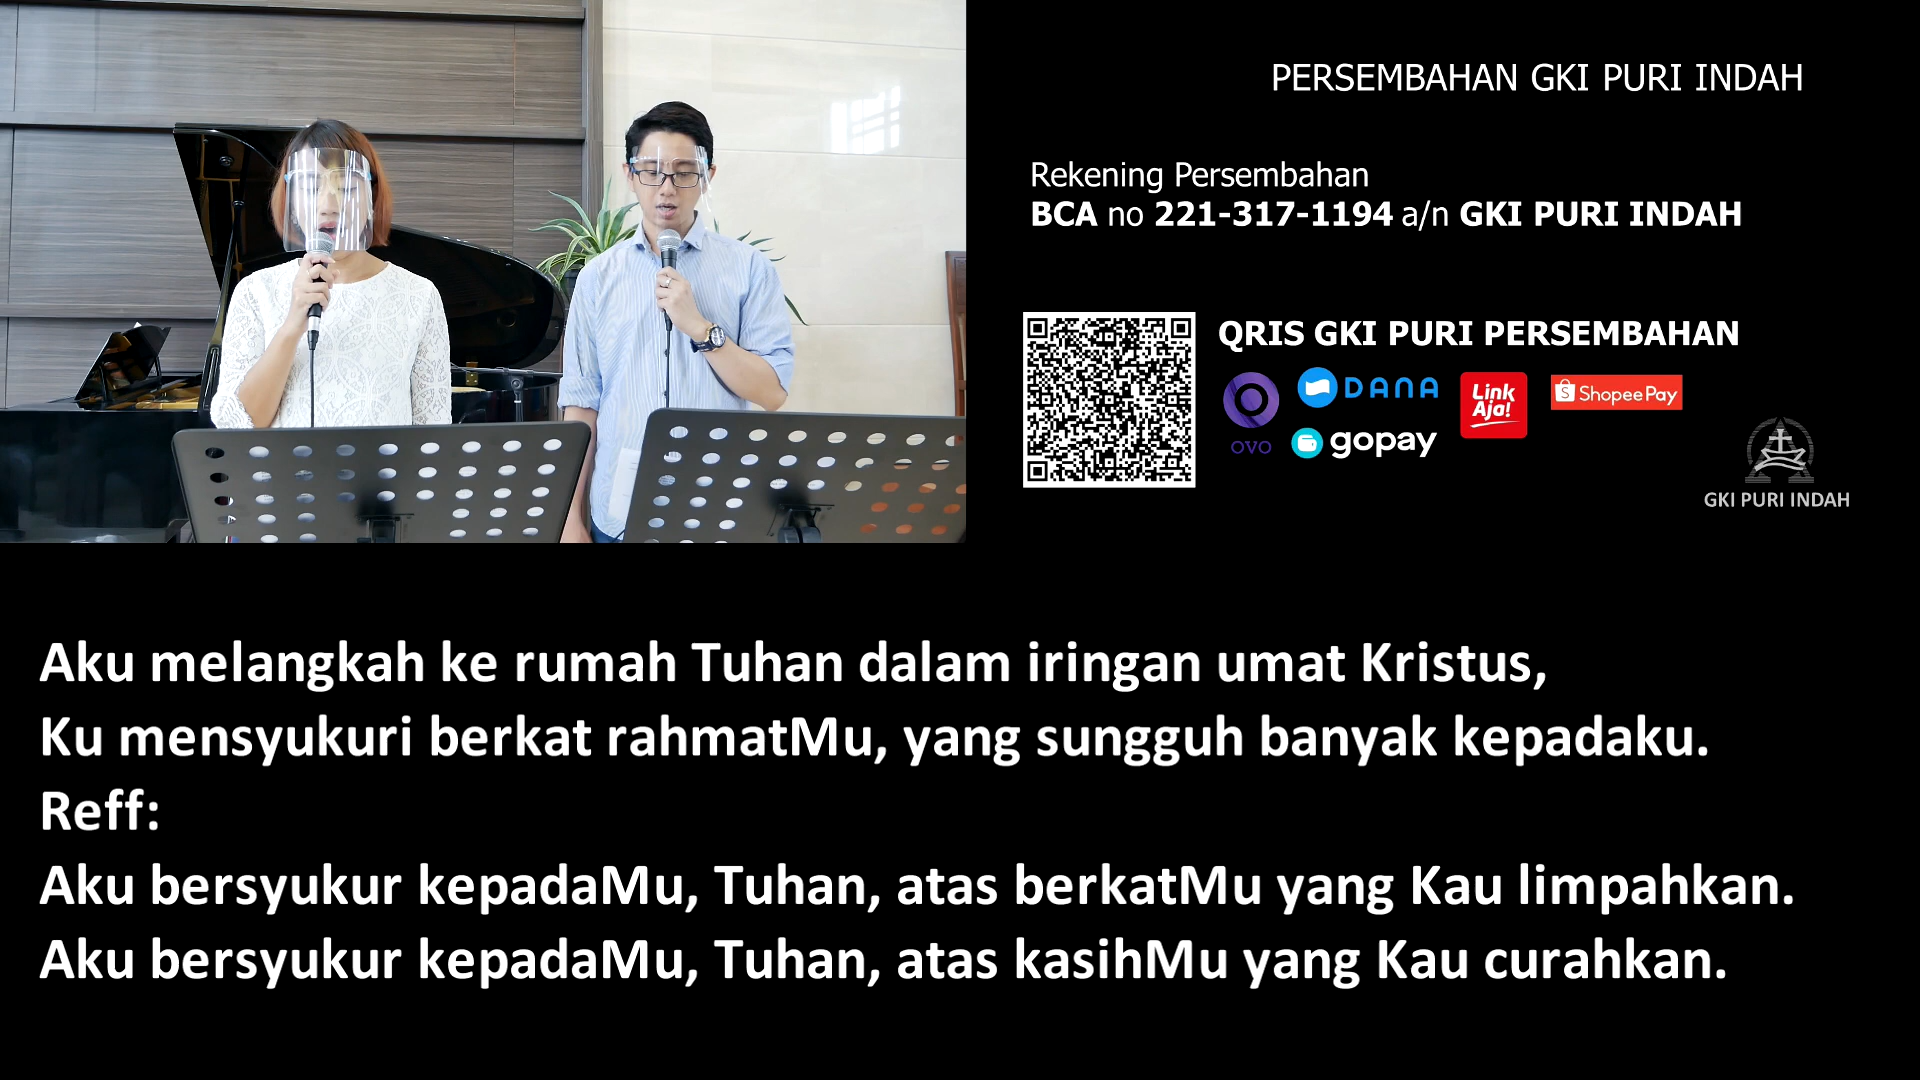 PERSEMBAHAN GKI PURI INDAH
Rekening Persembahan
BCA no 221-317-1194 a/n GKI PURI INDAH
QRIS GKI PURI PERSEMBAHAN
OVO
DANA
gopay
Link
Aja!
ShopeePay
GKI PURI INDAH
Aku melangkah ke rumah Tuhan dalam iringan umat Kristus,
Ku mensyukuri berkat rahmatMu, yang sungguh banyak kepadaku.
Reff:
Aku bersyukur kepadaMu, Tuhan, atas berkatMu yang Kau limpahkan.
Aku bersyukur kepadaMu, Tuhan, atas kasihMu yang Kau curahkan.